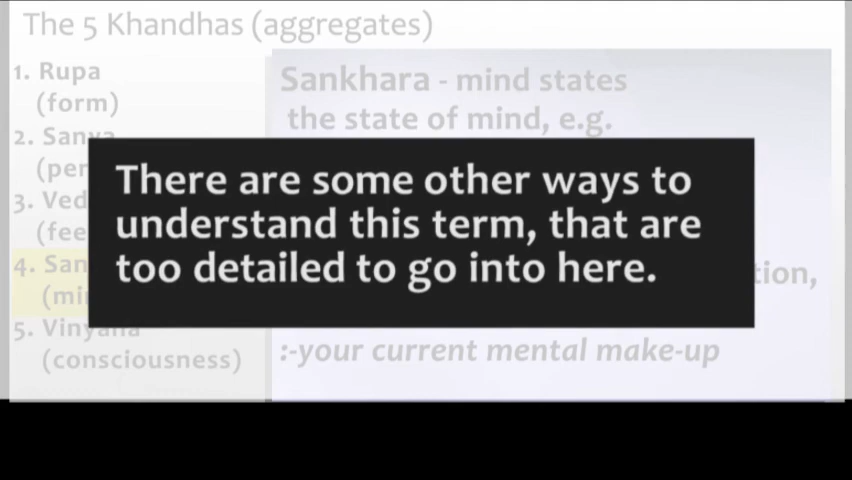 The 5 Khandhas (aggregates)
1. Rupa
(form)
2. Sanya
(per
3. Ved
(fee
4. San
(mi
5. Vinyana
(consciousness)
Sankhara - mind states
the state of mind, e.g.
There are some other ways to
understand this term, that are
too detailed to go into here.
tion,
:-your current mental make-up